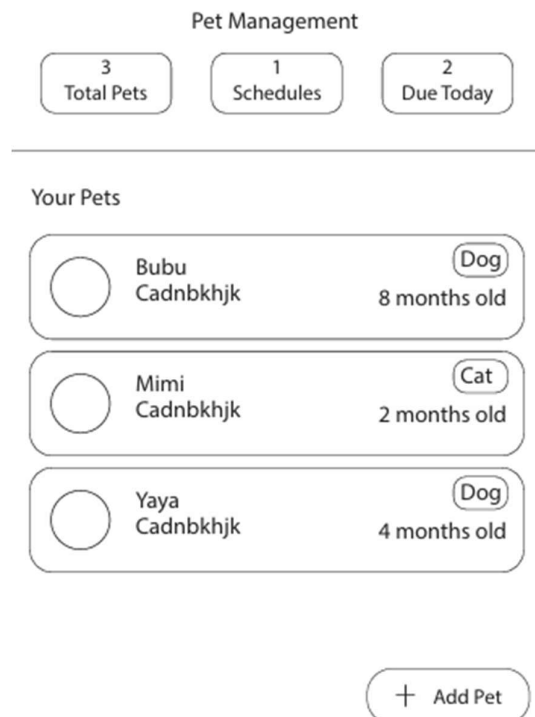 Pet Management
3
Total Pets
1
Schedules
2
Due Today
Your Pets
Bubu
Cadnbkhjk
Dog
8 months old
Mimi
Cadnbkhjk
Cat
2 months old
Yaya
Cadnbkhjk
Dog
4 months old
+ Add Pet